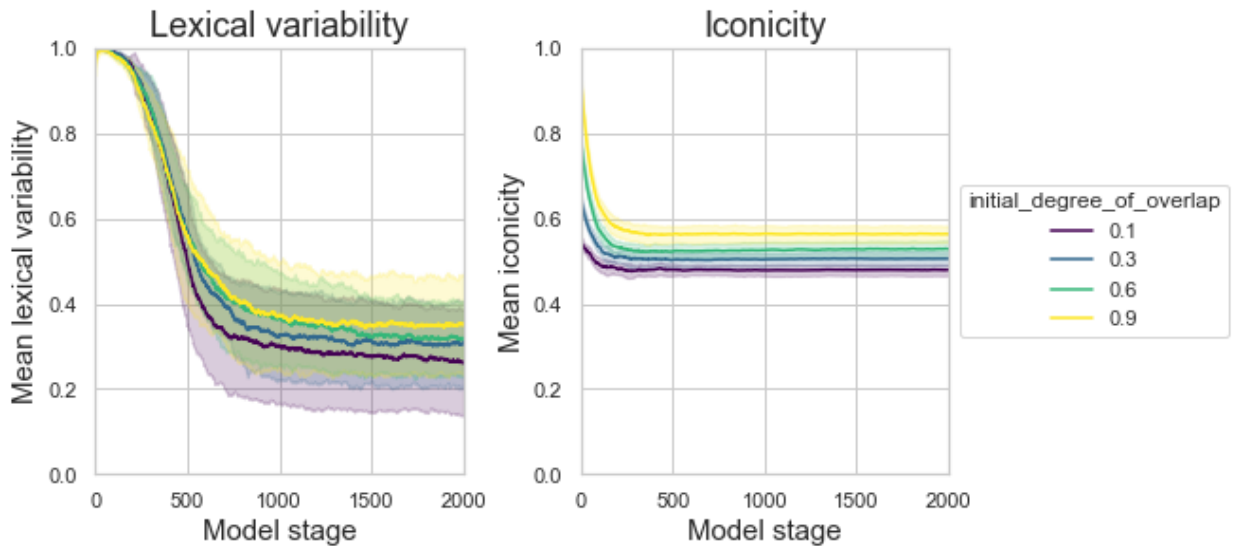 Lexical variability
Mean lexical variability
1.0
0.8
0.6
0.4
0.2
0.0
0 500 1000 1500 2000
Model stage
Iconicity
Mean iconicity
1.0
0.8
0.6
0.4
0.2
0.0
0 500 1000 1500 2000
Model stage
initial_degree_of_overlap
0.1
0.3
0.6
0.9